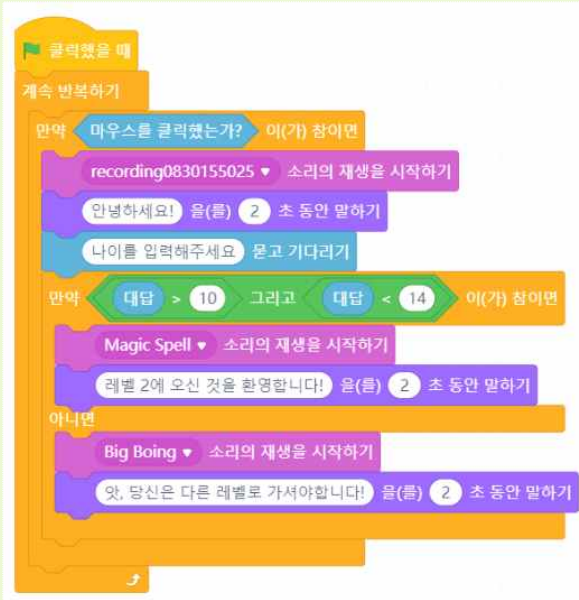 클릭했을 때
계속 반복하기
만약 마우스를 클릭했는가? 이(가) 참이면
recording0830155025 소리의 재생을 시작하기
안녕하세요! 을(를) 2 초 동안 말하기
나이를 입력해주세요 묻고 기다리기
만약 대답 > 10 그리고 대답 < 14 이(가) 참이면
Magic Spell 소리의 재생을 시작하기
레벨 2에 오신 것을 환영합니다! 을(를) 2 초 동안 말하기
아니면
Big Boing 소리의 재생을 시작하기
앗, 당신은 다른 레벨로 가셔야합니다! 을(를) 2 초 동안 말하기